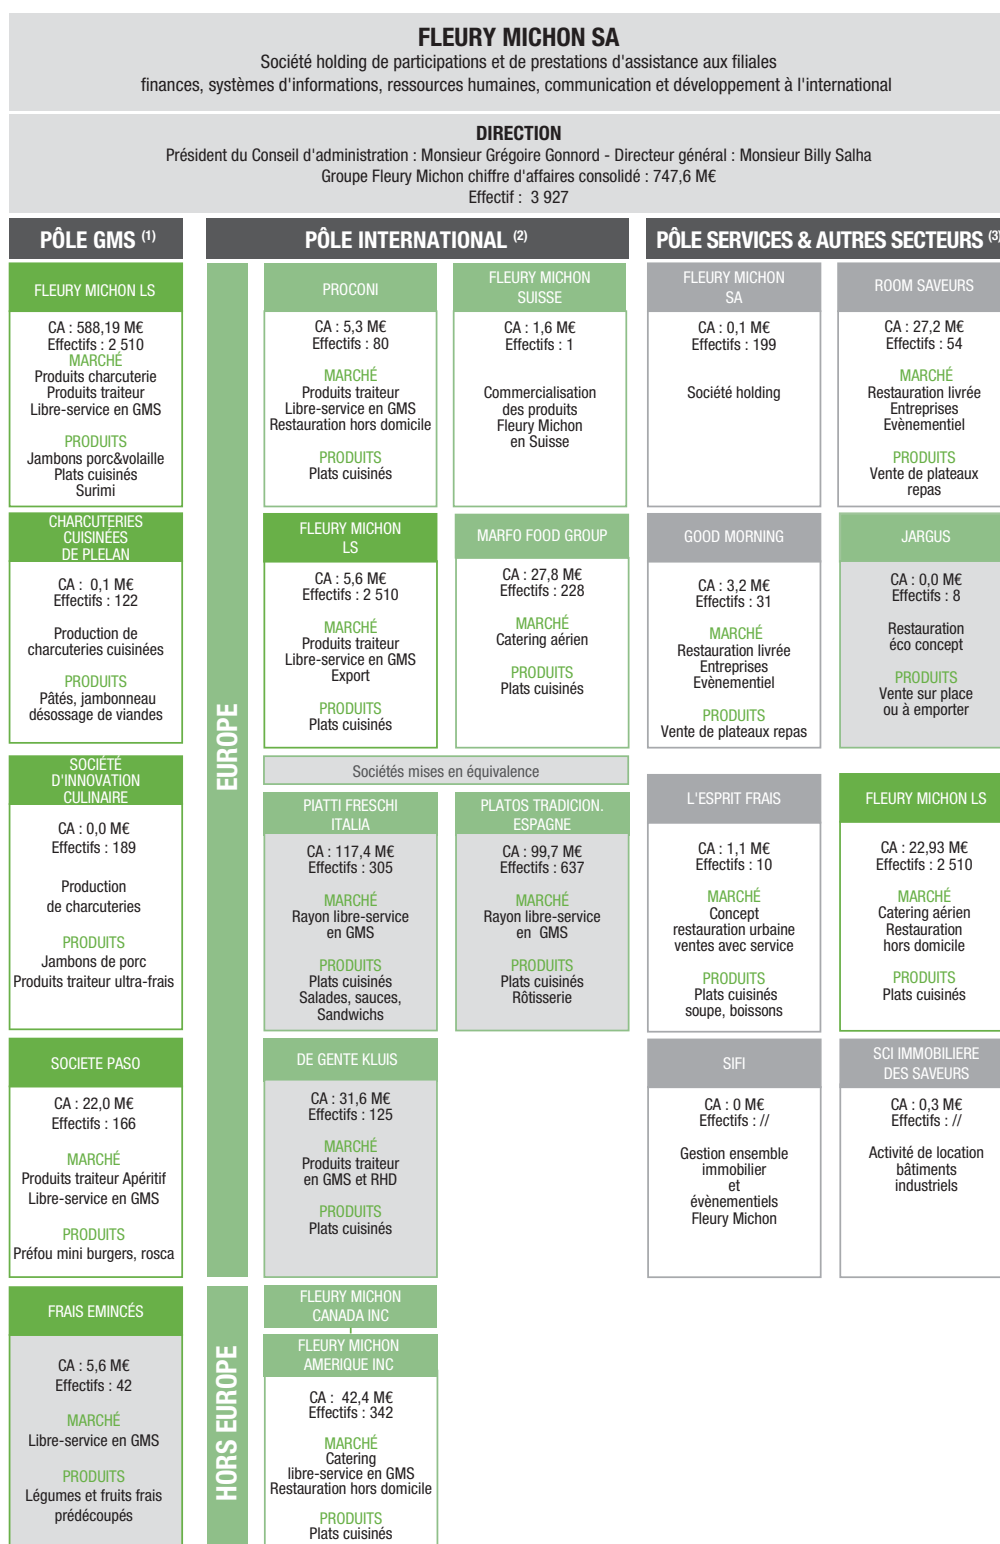 FLEURY MICHON SA
Société holding de participations et de prestations d'assistance aux filiales
finances, systèmes d'informations, ressources humaines, communication et développement à l'international
DIRECTION
Président du Conseil d'administration : Monsieur Grégoire Gonnord - Directeur général : Monsieur Billy Salha
Groupe Fleury Michon chiffre d'affaires consolidé : 747,6 M€
Effectif : 3 927
PÔLE GMS (1)
FLEURY MICHON LS
CA : 588,19 M€
Effectifs : 2 510
MARCHÉ
Produits charcuterie
Produits traiteur
Libre-service en GMS
PRODUITS
Jambons porc&volaille
Plats cuisinés
Surimi
CHARCUTERIES
CUISINÉES
DE PLELAN
CA : 0,1 M€
Effectifs : 122
Production de
charcuteries cuisinées
PRODUITS
Pâtés, jambonneau
désossage de viandes
SOCIÉTÉ
D'INNOVATION
CULINAIRE
CA : 0,0 M€
Effectifs : 189
Production
de charcuteries
PRODUITS
Jambons de porc
Produits traiteur ultra-frais
SOCIETE PASO
CA : 22,0 M€
Effectifs : 166
MARCHÉ
Produits traiteur Apéritif
Libre-service en GMS
PRODUITS
Préfou mini burgers, rosca
FRAIS EMINCÉS
CA : 5,6 M€
Effectifs : 42
MARCHÉ
Libre-service en GMS
PRODUITS
Légumes et fruits frais
prédécoupés
PÔLE INTERNATIONAL (2)
EUROPE
PROCONI
CA : 5,3 M€
Effectifs : 80
MARCHÉ
Produits traiteur
Libre-service en GMS
Restauration hors domicile
PRODUITS
Plats cuisinés
FLEURY MICHON
SUISSE
CA : 1,6 M€
Effectifs : 1
Commercialisation
des produits
Fleury Michon
en Suisse
FLEURY MICHON
LS
CA : 5,6 M€
Effectifs : 2 510
MARCHÉ
Produits traiteur
Libre-service en GMS
Export
PRODUITS
Plats cuisinés
MARFO FOOD GROUP
CA : 27,8 M€
Effectifs : 228
MARCHÉ
Catering aérien
PRODUITS
Plats cuisinés
Sociétés mises en équivalence
PIATTI FRESCHI
ITALIA
CA : 117,4 M€
Effectifs : 305
MARCHÉ
Rayon libre-service
en GMS
PRODUITS
Plats cuisinés
Salades, sauces,
Sandwichs
PLATOS TRADICION.
ESPAGNE
CA : 99,7 M€
Effectifs : 637
MARCHÉ
Rayon libre-service
en GMS
PRODUITS
Plats cuisinés
Rôtisserie
DE GENTE KLUIS
CA : 31,6 M€
Effectifs : 125
MARCHÉ
Produits traiteur
en GMS et RHD
PRODUITS
Plats cuisinés
HORS EUROPE
FLEURY MICHON
CANADA INC
FLEURY MICHON
AMERIQUE INC
CA : 42,4 M€
Effectifs : 342
MARCHÉ
Catering
libre-service en GMS
Restauration hors domicile
PRODUITS
Plats cuisinés
PÔLE SERVICES & AUTRES SECTEURS (3)
FLEURY MICHON
SA
CA : 0,1 M€
Effectifs : 199
Société holding
ROOM SAVEURS
CA : 27,2 M€
Effectifs : 54
MARCHÉ
Restauration livrée
Entreprises
Evènementiel
PRODUITS
Vente de plateaux
repas
GOOD MORNING
CA : 3,2 M€
Effectifs : 31
MARCHÉ
Restauration livrée
Entreprises
Evènementiel
PRODUITS
Vente de plateaux repas
JARGUS
CA : 0,0 M€
Effectifs : 8
Restauration
éco concept
PRODUITS
Vente sur place
ou à emporter
L'ESPRIT FRAIS
CA : 1,1 M€
Effectifs : 10
MARCHÉ
Concept
restauration urbaine
ventes avec service
PRODUITS
Plats cuisinés
soupe, boissons
FLEURY MICHON LS
CA : 22,93 M€
Effectifs : 2 510
MARCHÉ
Catering aérien
Restauration
hors domicile
PRODUITS
Plats cuisinés
SIFI
CA : 0 M€
Effectifs : //
Gestion ensemble
immobilier
et
évènementiels
Fleury Michon
SCI IMMOBILIERE
DES SAVEURS
CA : 0,3 M€
Effectifs : //
Activité de location
bâtiments
industriels